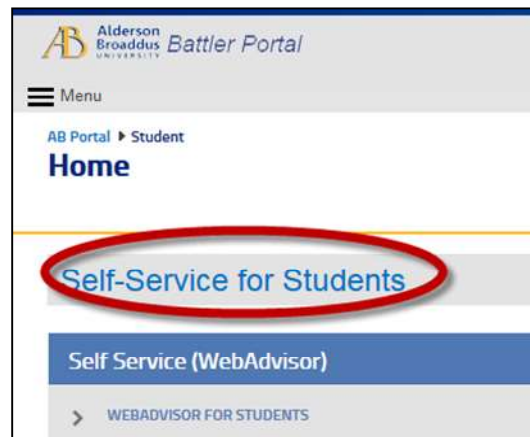 AB Alderson
Broaddus
UNIVERSITY
Battler Portal
Menu
AB Portal ▸ Student
Home
Self-Service for Students
Self Service (WebAdvisor)
WEBADVISOR FOR STUDENTS